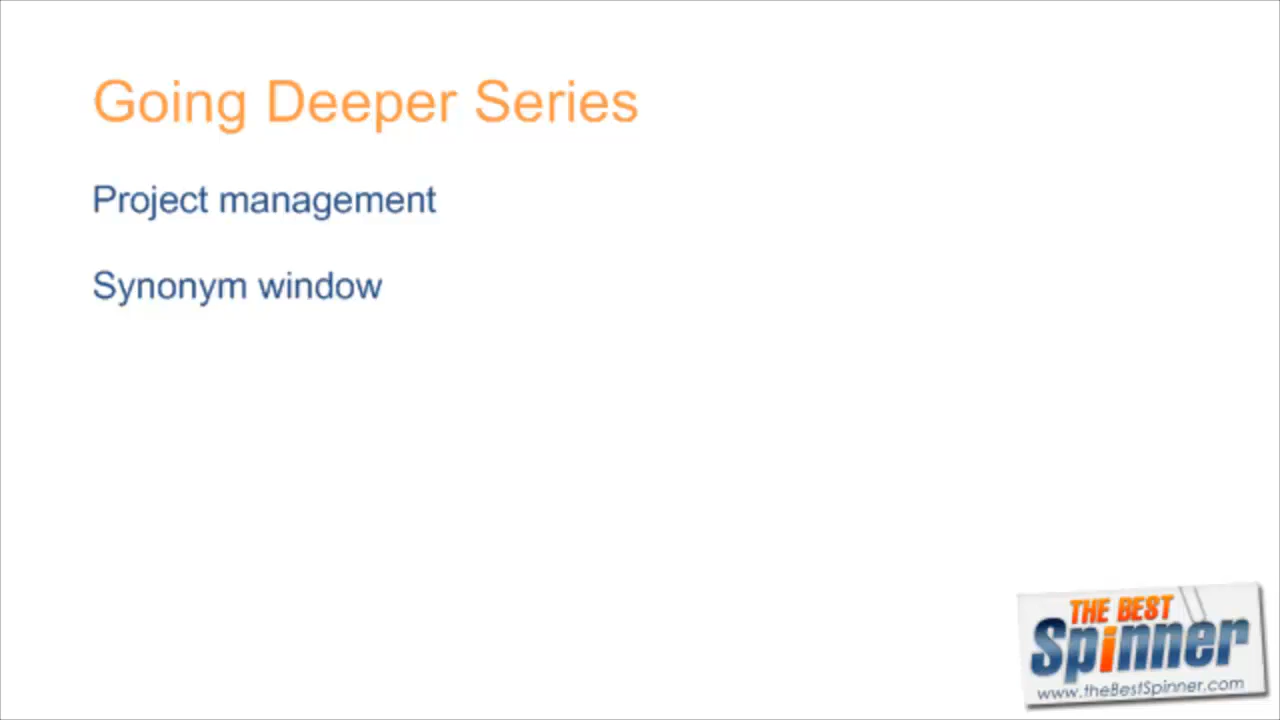 Going Deeper Series
Project management
Synonym window
THE BEST
Spinner
www.theBestSpinner.com